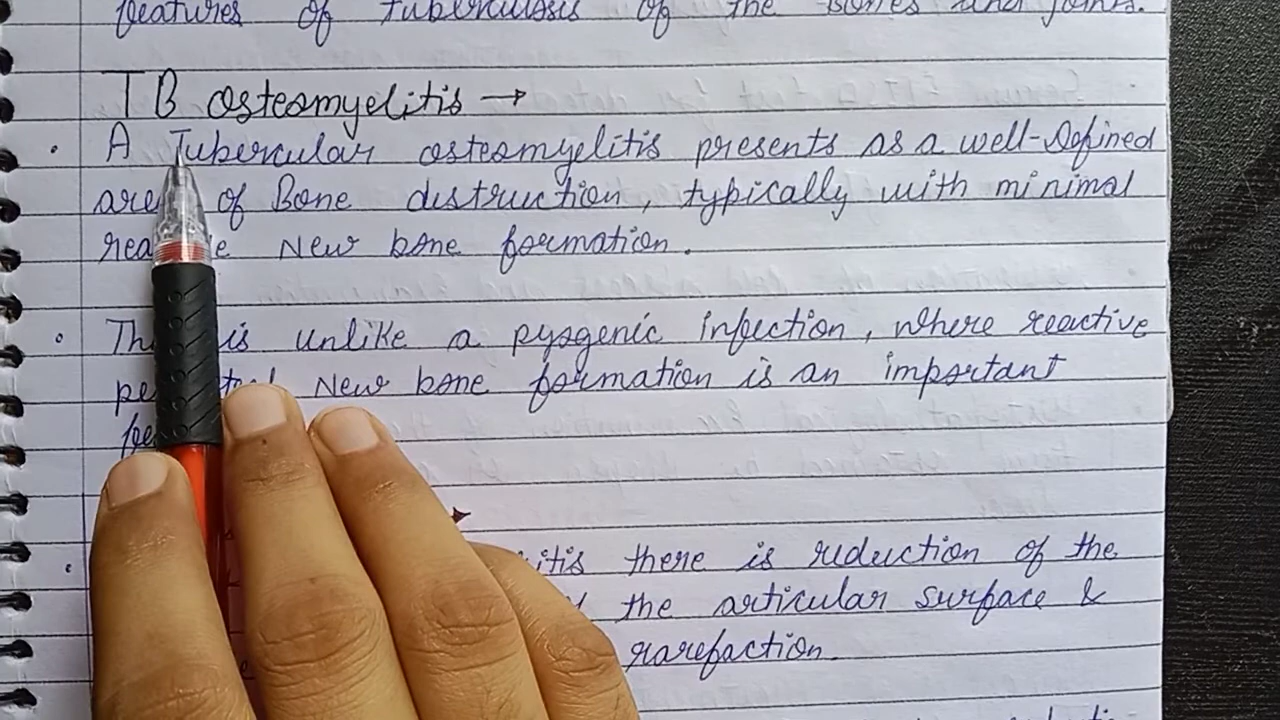 features of tuberculosis of the Bones and joints.
TB osteomyelitis →
A Tubercular osteomyelitis presents as a well-Defined
of Bone destruction, typically with minimal
New bone formation.
is unlike a pyogenic infection, where reactive
New bone formation is an important
there is reduction of the
the articular surface &
rarefaction.